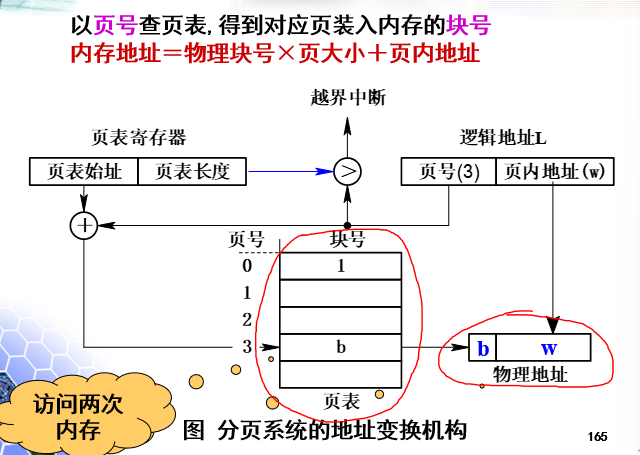 以页号查页表, 得到对应页装入内存的块号
内存地址＝物理块号×页大小＋页内地址
越界中断
页表寄存器
逻辑地址L
页表始址 页表长度
>
页号(3) 页内地址(w)
+
页号 块号
0 1
1
2
3 b
b w
物理地址
页表
访问两次
内存
图 分页系统的地址变换机构
165